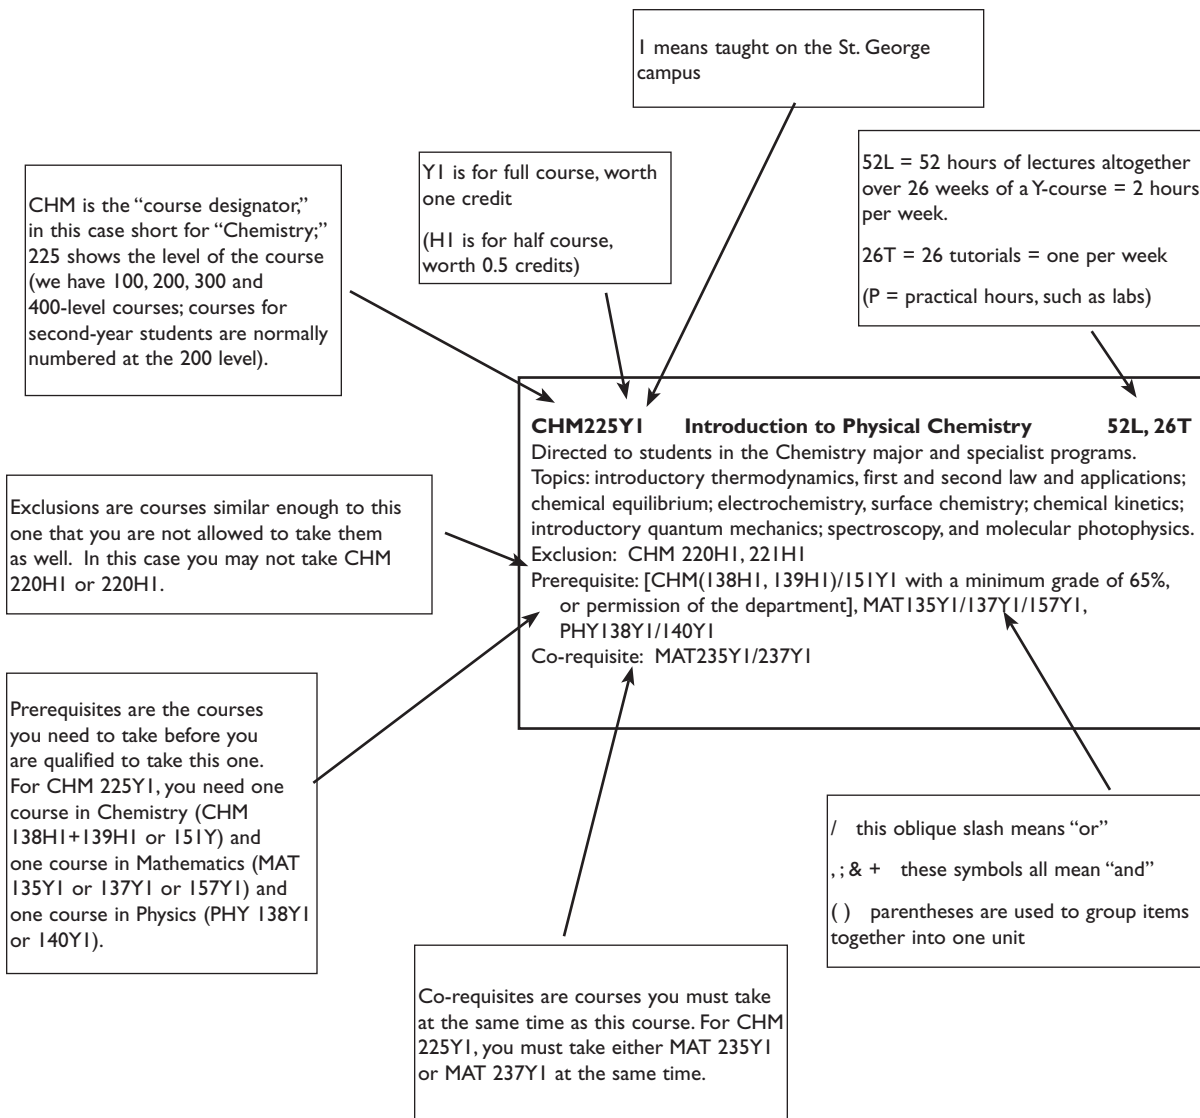 1 means taught on the St. George
campus
CHM is the “course designator,”
in this case short for “Chemistry;”
225 shows the level of the course
(we have 100, 200, 300 and
400-level courses; courses for
second-year students are normally
numbered at the 200 level).
Y1 is for full course, worth
one credit
(H1 is for half course,
worth 0.5 credits)
52L = 52 hours of lectures altogether
over 26 weeks of a Y-course = 2 hours
per week.
26T = 26 tutorials = one per week
(P = practical hours, such as labs)
CHM225Y1 Introduction to Physical Chemistry 52L, 26T
Directed to students in the Chemistry major and specialist programs.
Topics: introductory thermodynamics, first and second law and applications;
chemical equilibrium; electrochemistry, surface chemistry; chemical kinetics;
introductory quantum mechanics; spectroscopy, and molecular photophysics.
Exclusion: CHM 220H1, 221H1
Prerequisite: [CHM(138H1, 139H1)/151Y1 with a minimum grade of 65%,
or permission of the department], MAT135Y1/137Y1/157Y1,
PHY138Y1/140Y1
Co-requisite: MAT235Y1/237Y1
Exclusions are courses similar enough to this
one that you are not allowed to take them
as well. In this case you may not take CHM
220H1 or 220H1.
Prerequisites are the courses
you need to take before you
are qualified to take this one.
For CHM 225Y1, you need one
course in Chemistry (CHM
138H1+139H1 or 151Y) and
one course in Mathematics (MAT
135Y1 or 137Y1 or 157Y1) and
one course in Physics (PHY 138Y1
or 140Y1).
/ this oblique slash means “or”
, ; & + these symbols all mean “and”
( ) parentheses are used to group items
together into one unit
Co-requisites are courses you must take
at the same time as this course. For CHM
225Y1, you must take either MAT 235Y1
or MAT 237Y1 at the same time.